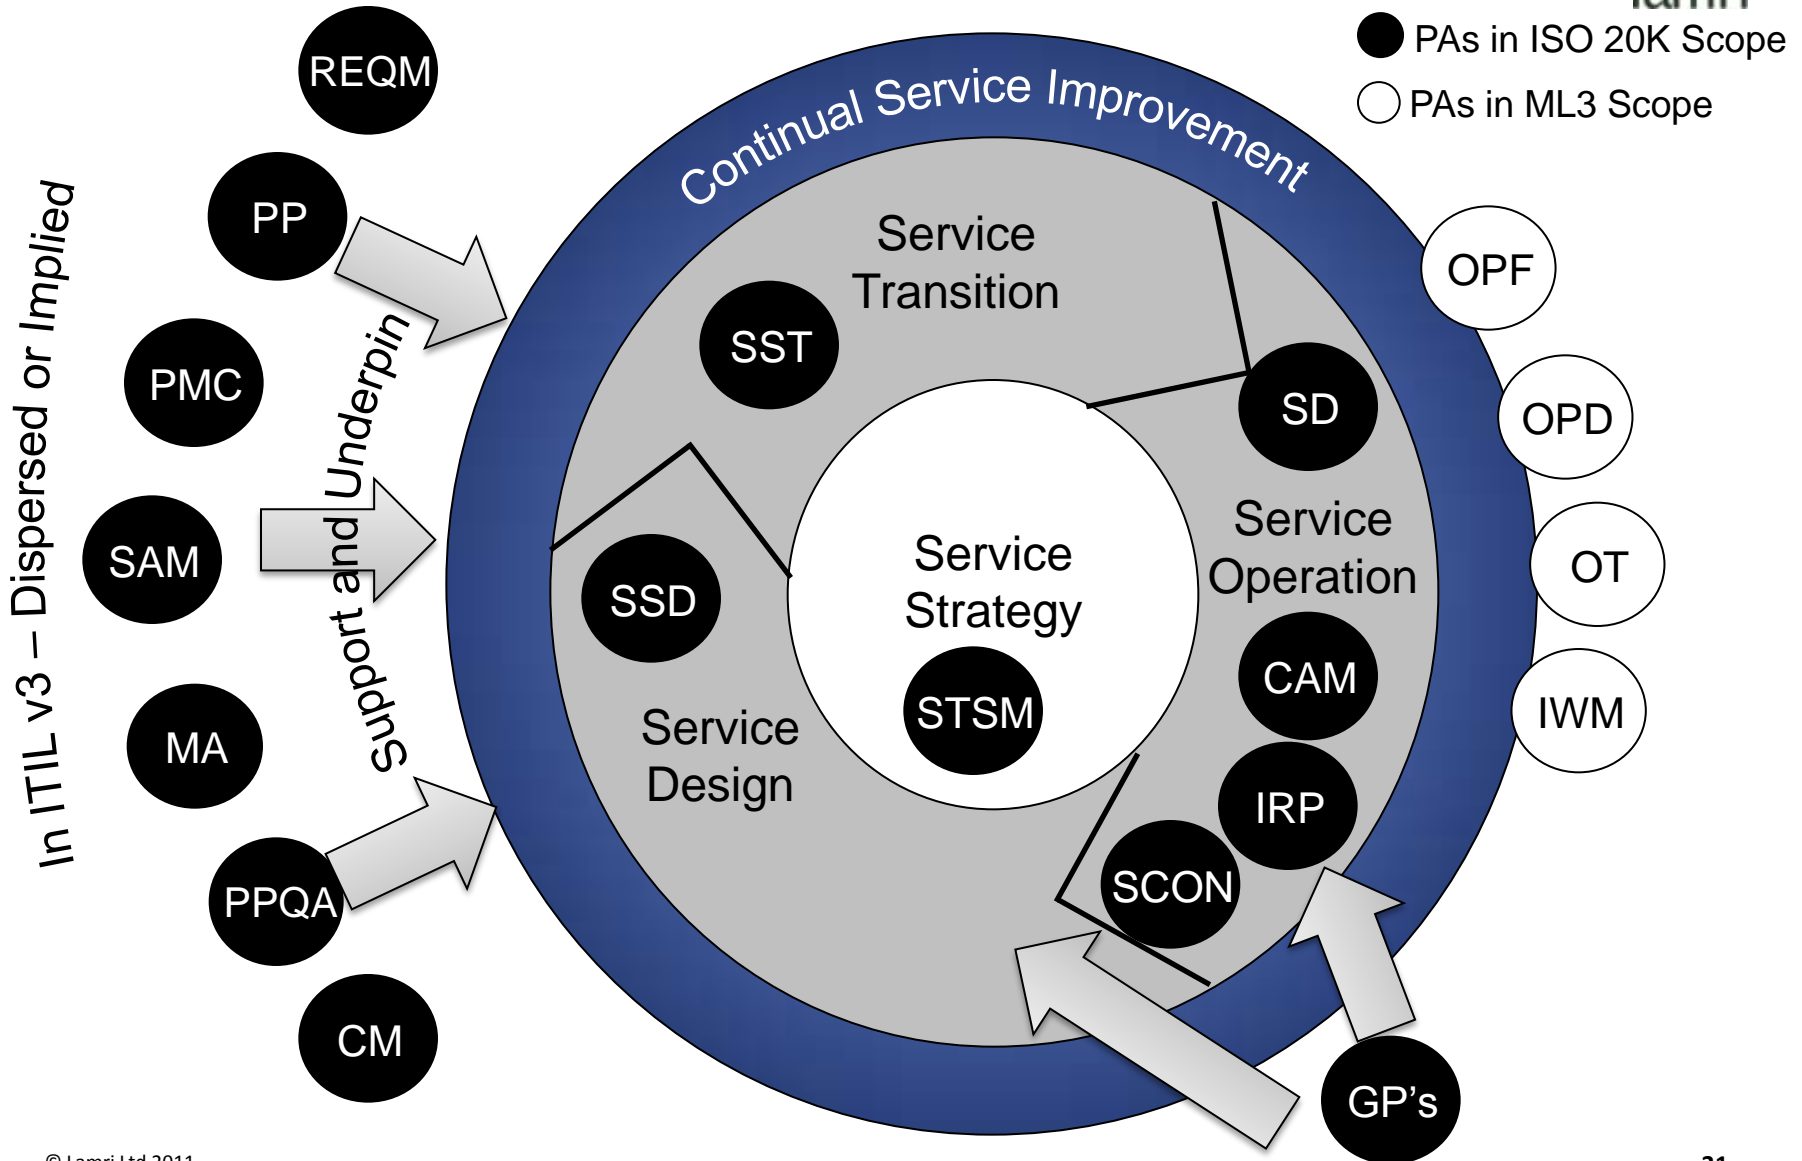 PAs in ISO 20K Scope
PAs in ML3 Scope
REQM
PP
PMC
SAM
MA
PPQA
CM
In ITIL v3 – Dispersed or Implied
Support and Underpin
Continual Service Improvement
Service
Transition
SST
SD
Service
Operation
CAM
IRP
SCON
SSD
Service
Design
Service
Strategy
STSM
OPF
OPD
OT
IWM
GP's